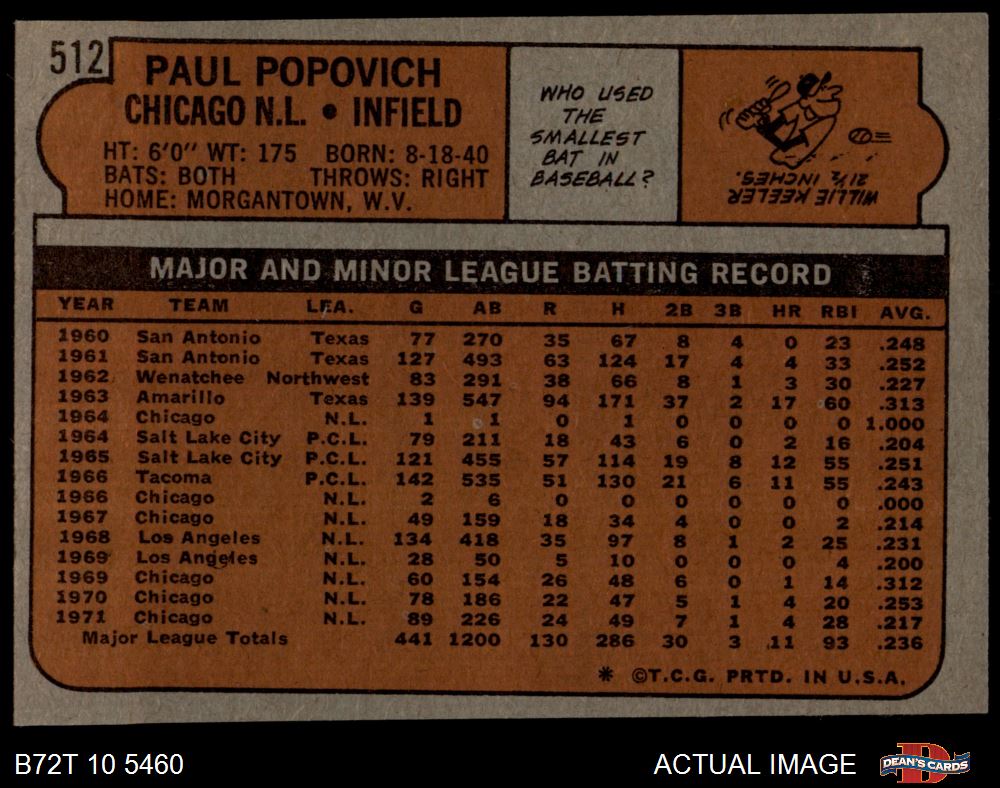 512
PAUL POPOVICH
CHICAGO N.L. • INFIELD
HT: 6'0" WT: 175 BORN: 8-18-40
BATS: BOTH THROWS: RIGHT
HOME: MORGANTOWN, W.V.
WHO USED
THE
SMALLEST
BAT IN
BASEBALL?
WILLIE KEELER
21½ INCHES.
MAJOR AND MINOR LEAGUE BATTING RECORD
YEAR TEAM LEA. G AB R H 2B 3B HR RBI AVG.
1960 San Antonio Texas 77 270 35 67 8 4 0 23 .248
1961 San Antonio Texas 127 493 63 124 17 4 4 33 .252
1962 Wenatchee Northwest 83 291 38 66 8 1 3 30 .227
1963 Amarillo Texas 139 547 94 171 37 2 17 60 .313
1964 Chicago N.L. 1 1 0 1 0 0 0 0 1.000
1964 Salt Lake City P.C.L. 79 211 18 43 6 0 2 16 .204
1965 Salt Lake City P.C.L. 121 455 57 114 19 8 12 55 .251
1966 Tacoma P.C.L. 142 535 51 130 21 6 11 55 .243
1966 Chicago N.L. 2 6 0 0 0 0 0 0 .000
1967 Chicago N.L. 49 159 18 34 4 0 0 2 .214
1968 Los Angeles N.L. 134 418 35 97 8 1 2 25 .231
1969 Los Angeles N.L. 28 50 5 10 0 0 0 4 .200
1969 Chicago N.L. 60 154 26 48 6 0 1 14 .312
1970 Chicago N.L. 78 186 22 47 5 1 4 20 .253
1971 Chicago N.L. 89 226 24 49 7 1 4 28 .217
Major League Totals 441 1200 130 286 30 3 11 93 .236
* ©T.C.G. PRTD. IN U.S.A.
B72T 10 5460
ACTUAL IMAGE
DEAN'S CARDS